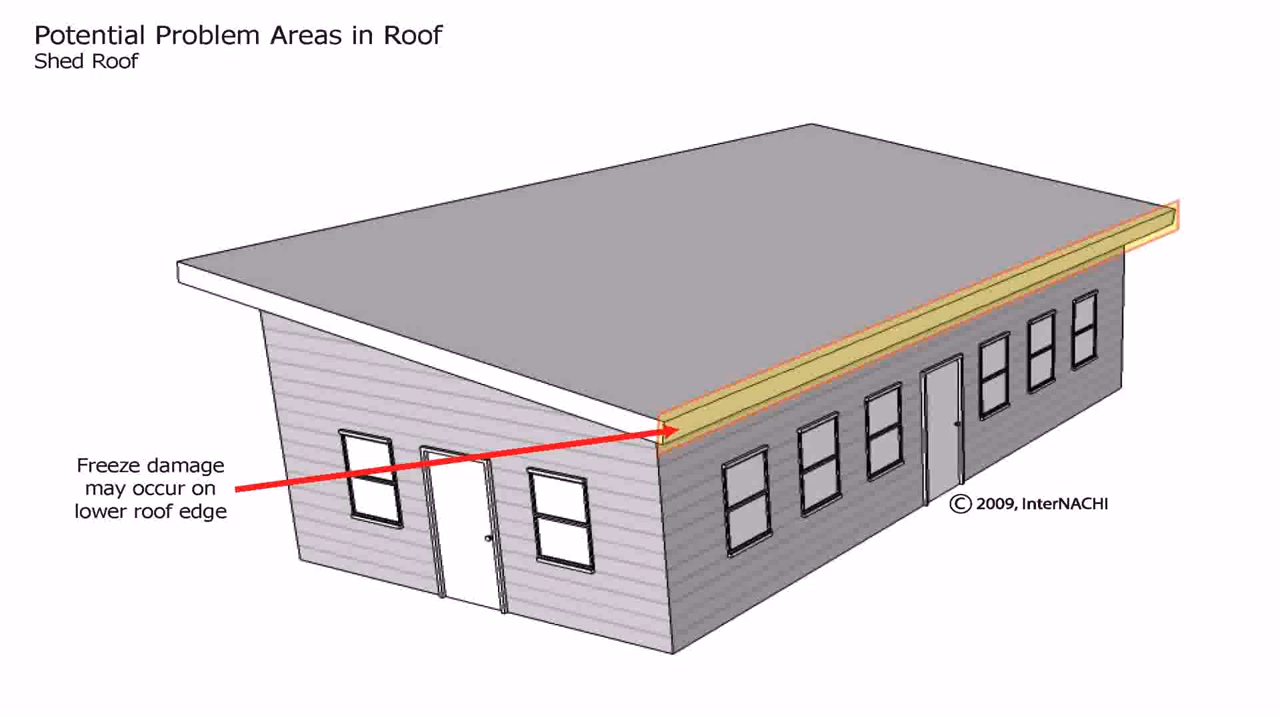 Potential Problem Areas in Roof
Shed Roof
Freeze damage
may occur on
lower roof edge
© 2009, InterNACHI